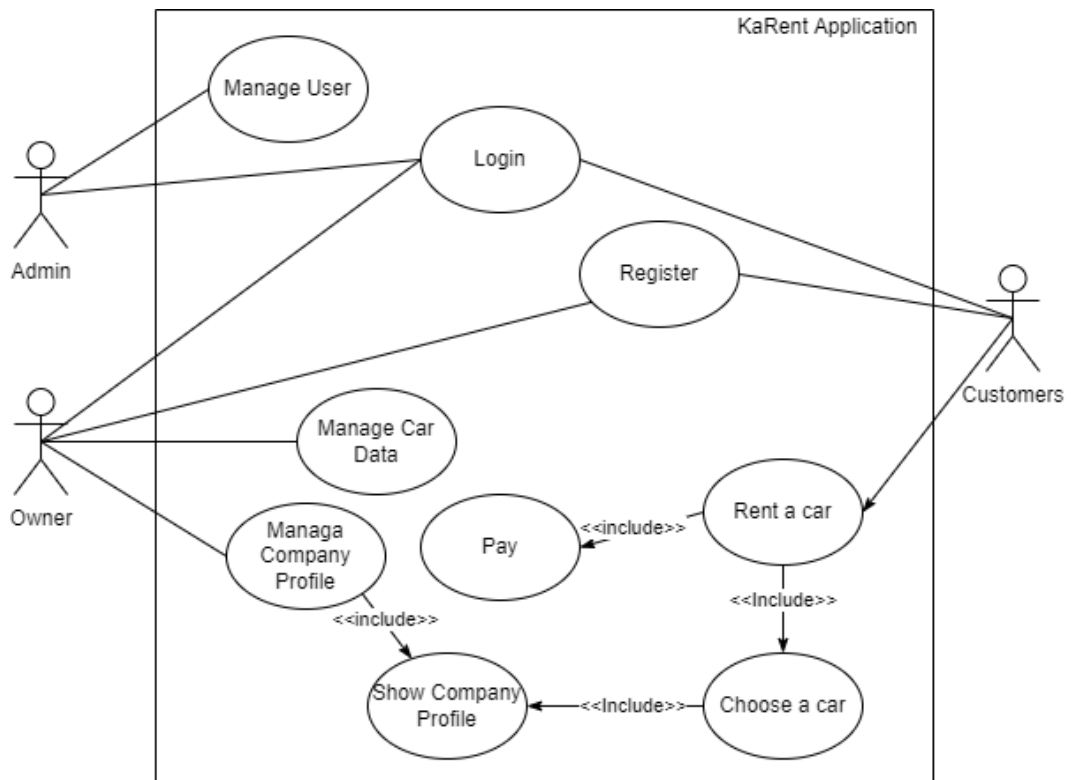 KaRent Application
Manage User
Login
Admin
Register
Customers
Manage Car
Data
Owner
Managa
Company
Profile
Pay
<<include>>
Rent a car
<<include>>
<<Include>>
Show Company
Profile
<<Include>>
Choose a car